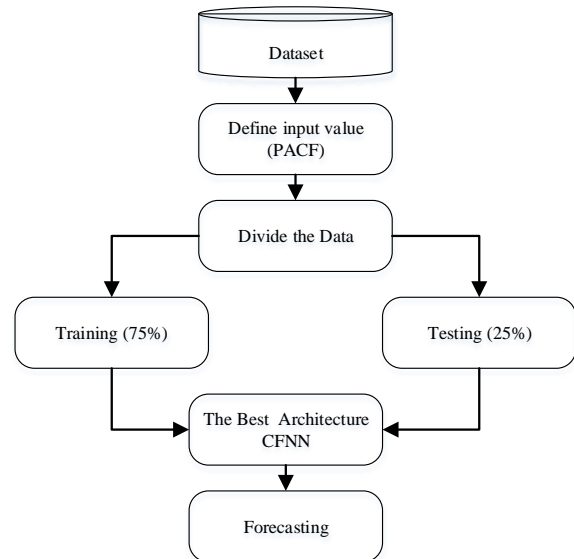 Dataset
Define input value
(PACF)
Divide the Data
Training (75%)
Testing (25%)
The Best Architecture
CFNN
Forecasting